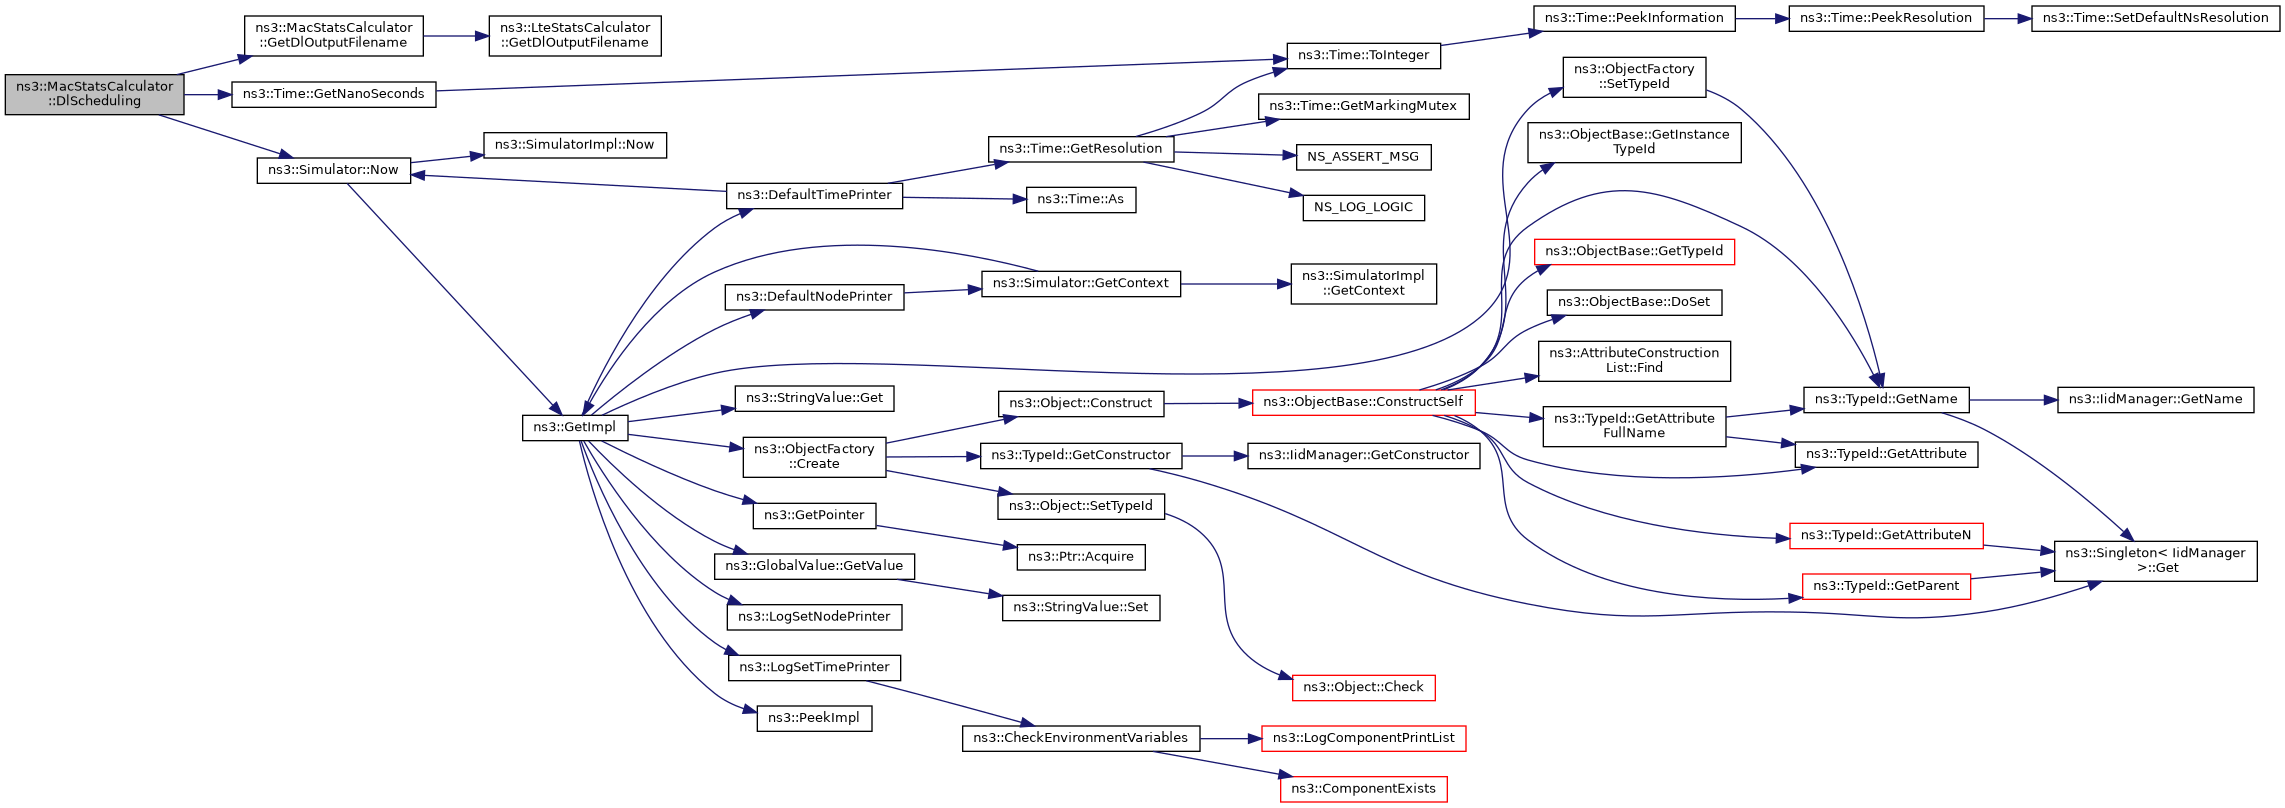 ns3::MacStatsCalculator
::DlScheduling
ns3::MacStatsCalculator
::GetDlOutputFilename
ns3::LteStatsCalculator
::GetDlOutputFilename
ns3::Time::GetNanoSeconds
ns3::Simulator::Now
ns3::SimulatorImpl::Now
ns3::GetImpl
ns3::DefaultTimePrinter
ns3::DefaultNodePrinter
ns3::StringValue::Get
ns3::ObjectFactory
::Create
ns3::GetPointer
ns3::GlobalValue::GetValue
ns3::LogSetNodePrinter
ns3::LogSetTimePrinter
ns3::PeekImpl
ns3::Time::GetResolution
ns3::Time::As
ns3::Simulator::GetContext
ns3::Object::Construct
ns3::TypeId::GetConstructor
ns3::Object::SetTypeId
ns3::Ptr::Acquire
ns3::StringValue::Set
ns3::CheckEnvironmentVariables
ns3::Time::ToInteger
ns3::Time::GetMarkingMutex
NS_ASSERT_MSG
NS_LOG_LOGIC
ns3::SimulatorImpl
::GetContext
ns3::ObjectBase::ConstructSelf
ns3::IidManager::GetConstructor
ns3::Object::Check
ns3::LogComponentPrintList
ns3::ComponentExists
ns3::Time::PeekInformation
ns3::ObjectFactory
::SetTypeId
ns3::ObjectBase::GetInstance
TypeId
ns3::ObjectBase::GetTypeId
ns3::ObjectBase::DoSet
ns3::AttributeConstruction
List::Find
ns3::TypeId::GetAttribute
FullName
ns3::Time::PeekResolution
ns3::TypeId::GetName
ns3::TypeId::GetAttribute
ns3::TypeId::GetAttributeN
ns3::TypeId::GetParent
ns3::Time::SetDefaultNsResolution
ns3::IidManager::GetName
ns3::Singleton< IidManager
>::Get